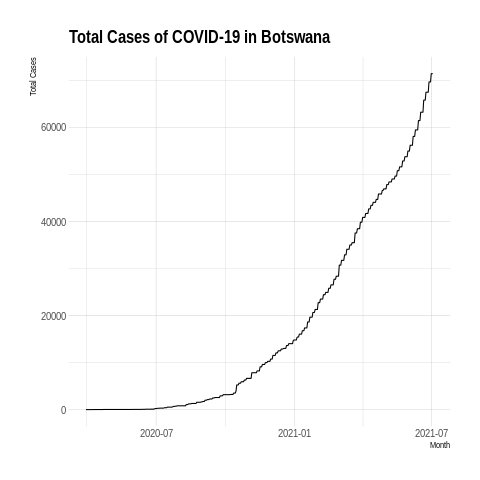 Total Cases of COVID-19 in Botswana
Total Cases
60000
40000
20000
0
2020-07
2021-01
2021-07
Month